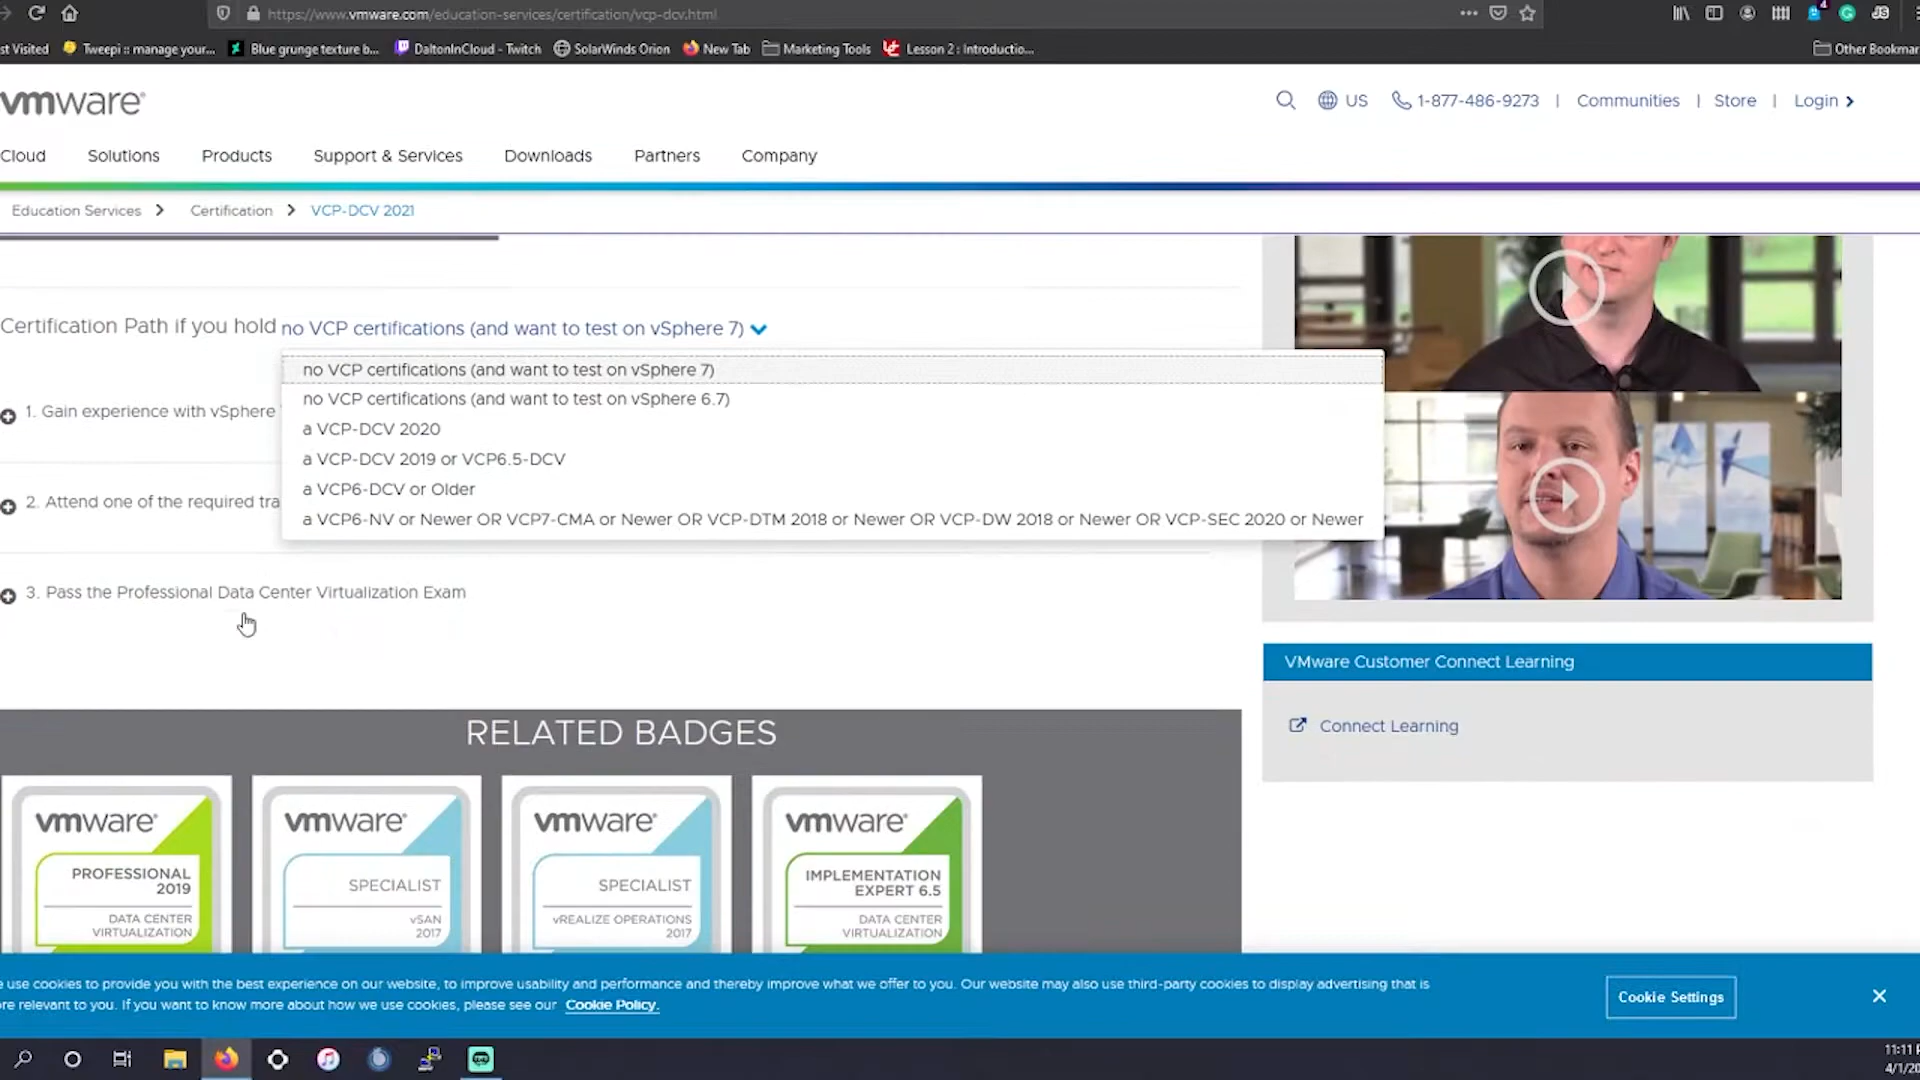 https://www.vmware.com/education-services/certification/vcp-dcv.html
4
JS
st Visited
Tweepi :: manage your...
Blue grunge texture b...
DaltonInCloud - Twitch
SolarWinds Orion
New Tab
Marketing Tools
Lesson 2 : Introductio...
Other Bookmar
vmware®
US
1-877-486-9273 | Communities | Store | Login
Cloud
Solutions
Products
Support & Services
Downloads
Partners
Company
Education Services
Certification
VCP-DCV 2021
Certification Path if you hold no VCP certifications (and want to test on vSphere 7)
no VCP certifications (and want to test on vSphere 7)
no VCP certifications (and want to test on vSphere 6.7)
a VCP-DCV 2020
a VCP-DCV 2019 or VCP6.5-DCV
a VCP6-DCV or Older
a VCP6-NV or Newer OR VCP7-CMA or Newer OR VCP-DTM 2018 or Newer OR VCP-DW 2018 or Newer OR VCP-SEC 2020 or Newer
1. Gain experience with vSphere
2. Attend one of the required tra
3. Pass the Professional Data Center Virtualization Exam
VMware Customer Connect Learning
Connect Learning
RELATED BADGES
vmware®
PROFESSIONAL
2019
DATA CENTER
VIRTUALIZATION
vmware®
SPECIALIST
vSAN
2017
vmware®
SPECIALIST
vREALIZE OPERATIONS
2017
vmware®
IMPLEMENTATION
EXPERT 6.5
DATA CENTER
VIRTUALIZATION
e use cookies to provide you with the best experience on our website, to improve usability and performance and thereby improve what we offer to you. Our website may also use third-party cookies to display advertising that is
re relevant to you. If you want to know more about how we use cookies, please see our Cookie Policy.
Cookie Settings
11:11 P
4/1/20